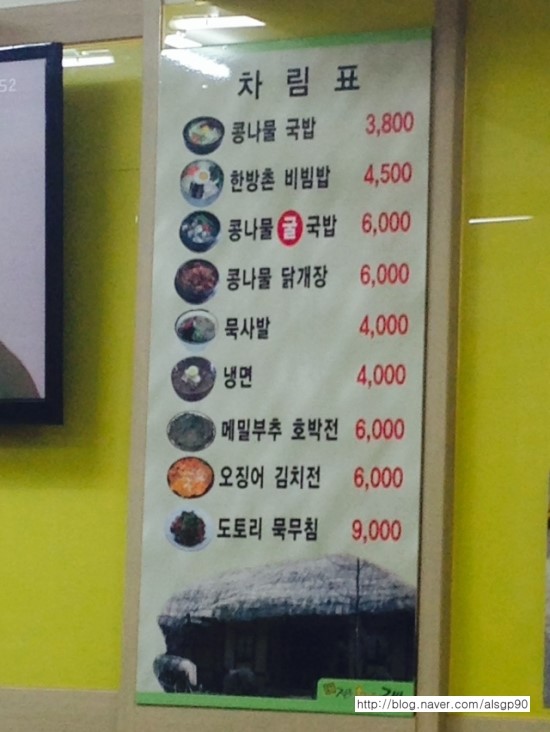 52
차 림 표
콩나물 국밥 3,800
한방촌 비빔밥 4,500
콩나물 굴 국밥 6,000
콩나물 닭개장 6,000
묵사발 4,000
냉면 4,000
메밀부추 호박전 6,000
오징어 김치전 6,000
도토리 묵무침 9,000
http://blog.naver.com/alsgp90